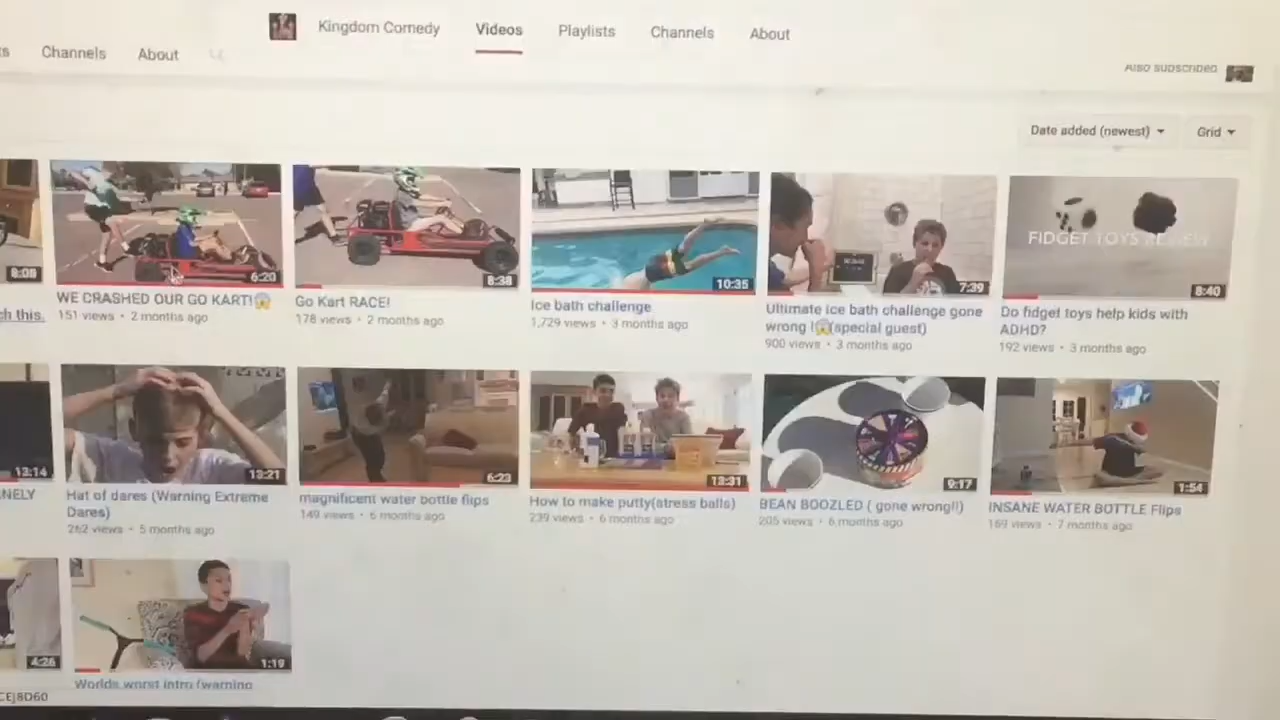 Kingdom Comedy
Videos
Playlists
Channels
About
Channels
About
ALSO SUBSCRIBED
Date added (newest)
Grid
8:08
6:20
8:38
10:35
7:39
FIDGET TOYS REVIEW
8:40
ch this.
WE CRASHED OUR GO KART!😱
151 views • 2 months ago
Go Kart RACE!
178 views • 2 months ago
Ice bath challenge
1,729 views • 3 months ago
Ultimate ice bath challenge gone
wrong !😱(special guest)
900 views • 3 months ago
Do fidget toys help kids with
ADHD?
192 views • 3 months ago
13:14
13:21
6:23
13:31
9:17
1:54
NELY
Hat of dares (Warning Extreme
Dares)
262 views • 5 months ago
magnificent water bottle flips
149 views • 6 months ago
How to make putty(stress balls)
239 views • 6 months ago
BEAN BOOZLED ( gone wrong!!)
205 views • 6 months ago
INSANE WATER BOTTLE Flips
169 views • 7 months ago
4:26
1:19
Worlds worst intro (warning
CEJ8D60